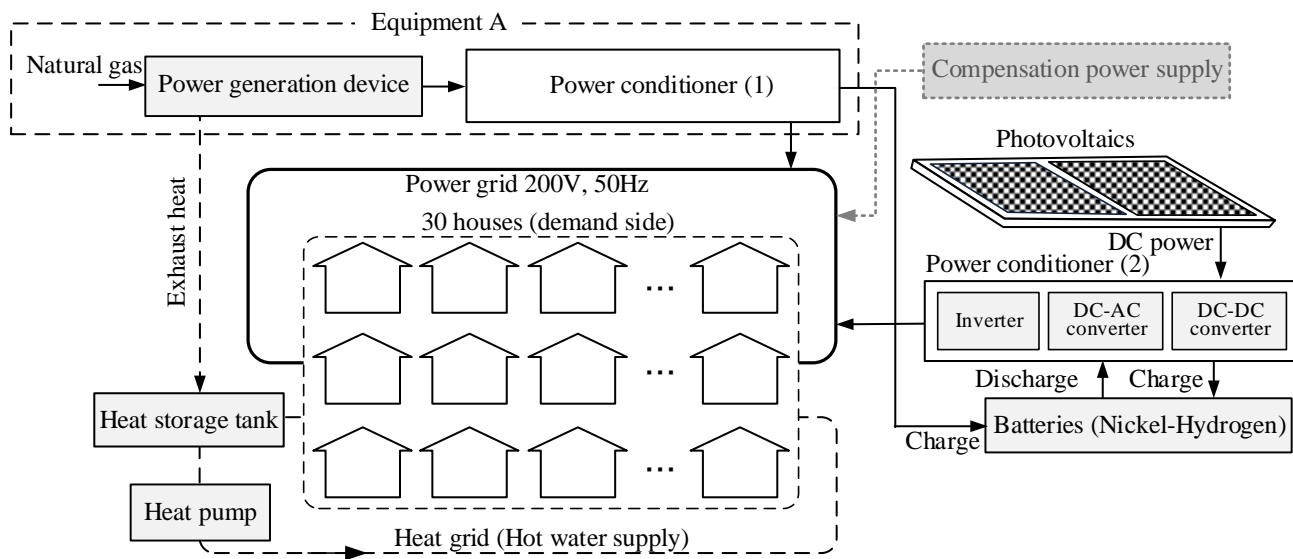 Equipment A
Natural gas
Power generation device
Power conditioner (1)
Compensation power supply
Photovoltaics
Power grid 200V, 50Hz
30 houses (demand side)
Exhaust heat
DC power
Power conditioner (2)
Inverter
DC-AC
converter
DC-DC
converter
...
...
...
Discharge
Charge
Heat storage tank
Charge
Batteries (Nickel-Hydrogen)
Heat pump
Heat grid (Hot water supply)